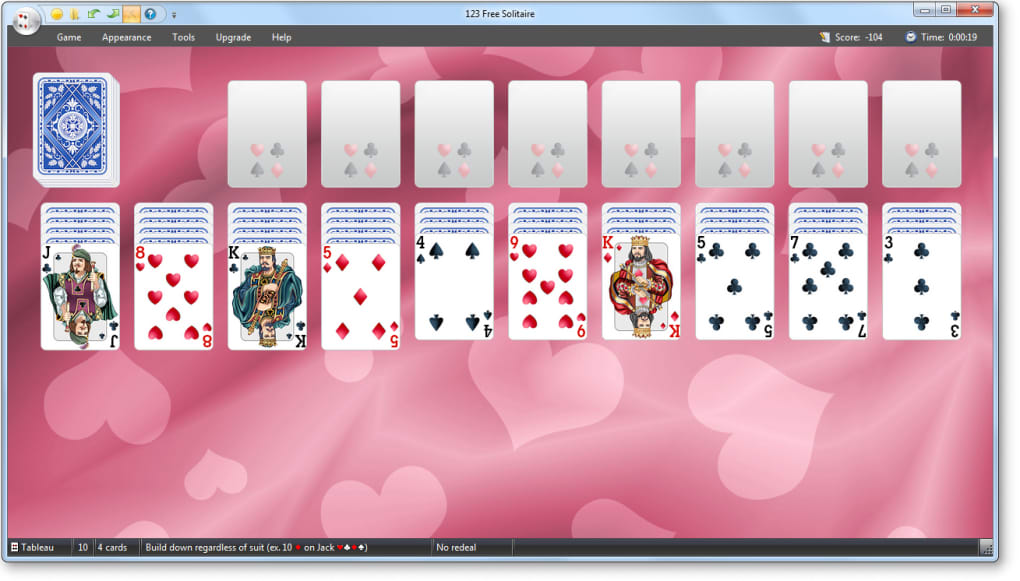 123 Free Solitaire
Game Appearance Tools Upgrade Help Score: -104 Time: 0:00:19
J 8 K 5 4 9 K 5 7 3
J 8 K 5 4 9 K 5 7 3
Tableau 10 4 cards Build down regardless of suit (ex. 10 ♦ on Jack ♥♣♦♠) No redeal